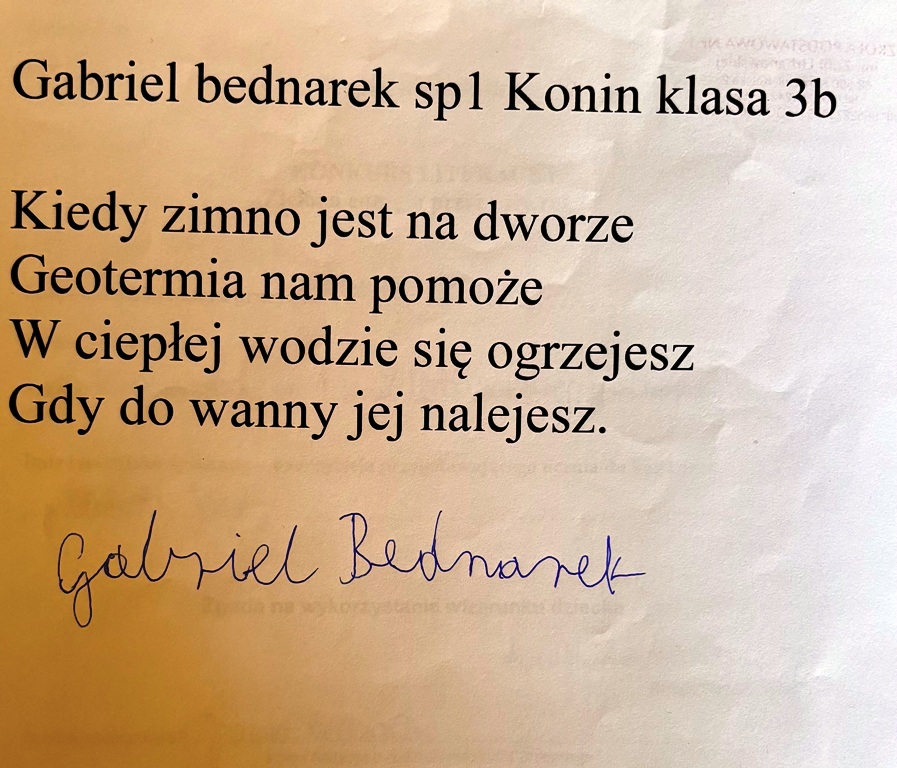 Gabriel bednarek sp1 Konin klasa 3b
Kiedy zimno jest na dworze
Geotermia nam pomoże
W ciepłej wodzie się ogrzejesz
Gdy do wanny jej nalejesz.
Gabriel Bednarek